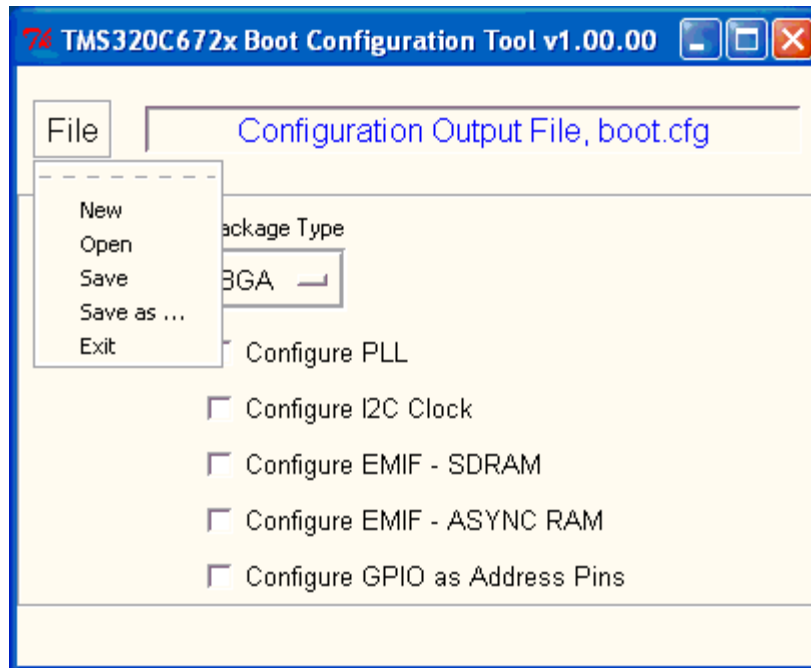 TMS320C672x Boot Configuration Tool v1.00.00
File
Configuration Output File, boot.cfg
New
Open
Save
Save as ...
Exit
ackage Type
BGA
Configure PLL
Configure I2C Clock
Configure EMIF - SDRAM
Configure EMIF - ASYNC RAM
Configure GPIO as Address Pins